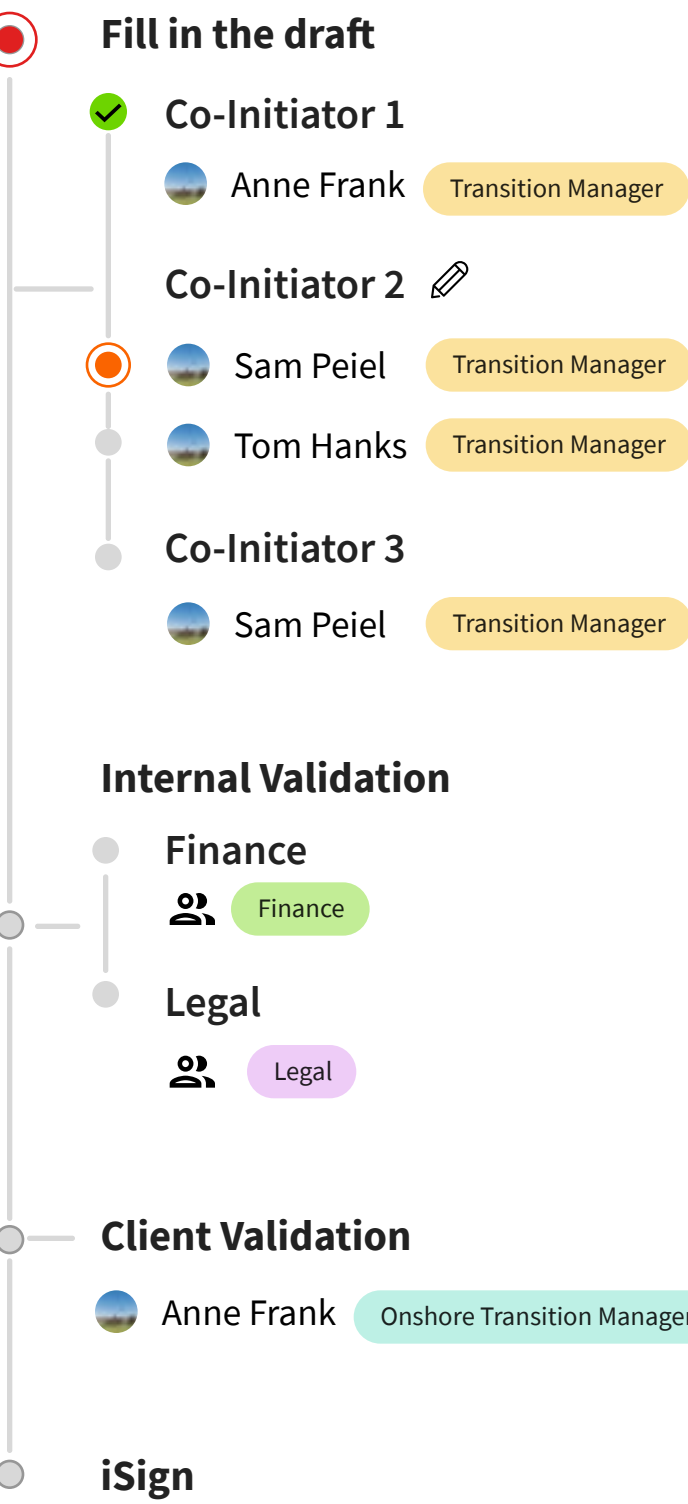 Fill in the draft
Co-Initiator 1
Anne Frank Transition Manager
Co-Initiator 2
Sam Peiel Transition Manager
Tom Hanks Transition Manager
Co-Initiator 3
Sam Peiel Transition Manager
Internal Validation
Finance
Finance
Legal
Legal
Client Validation
Anne Frank Onshore Transition Manager
iSign